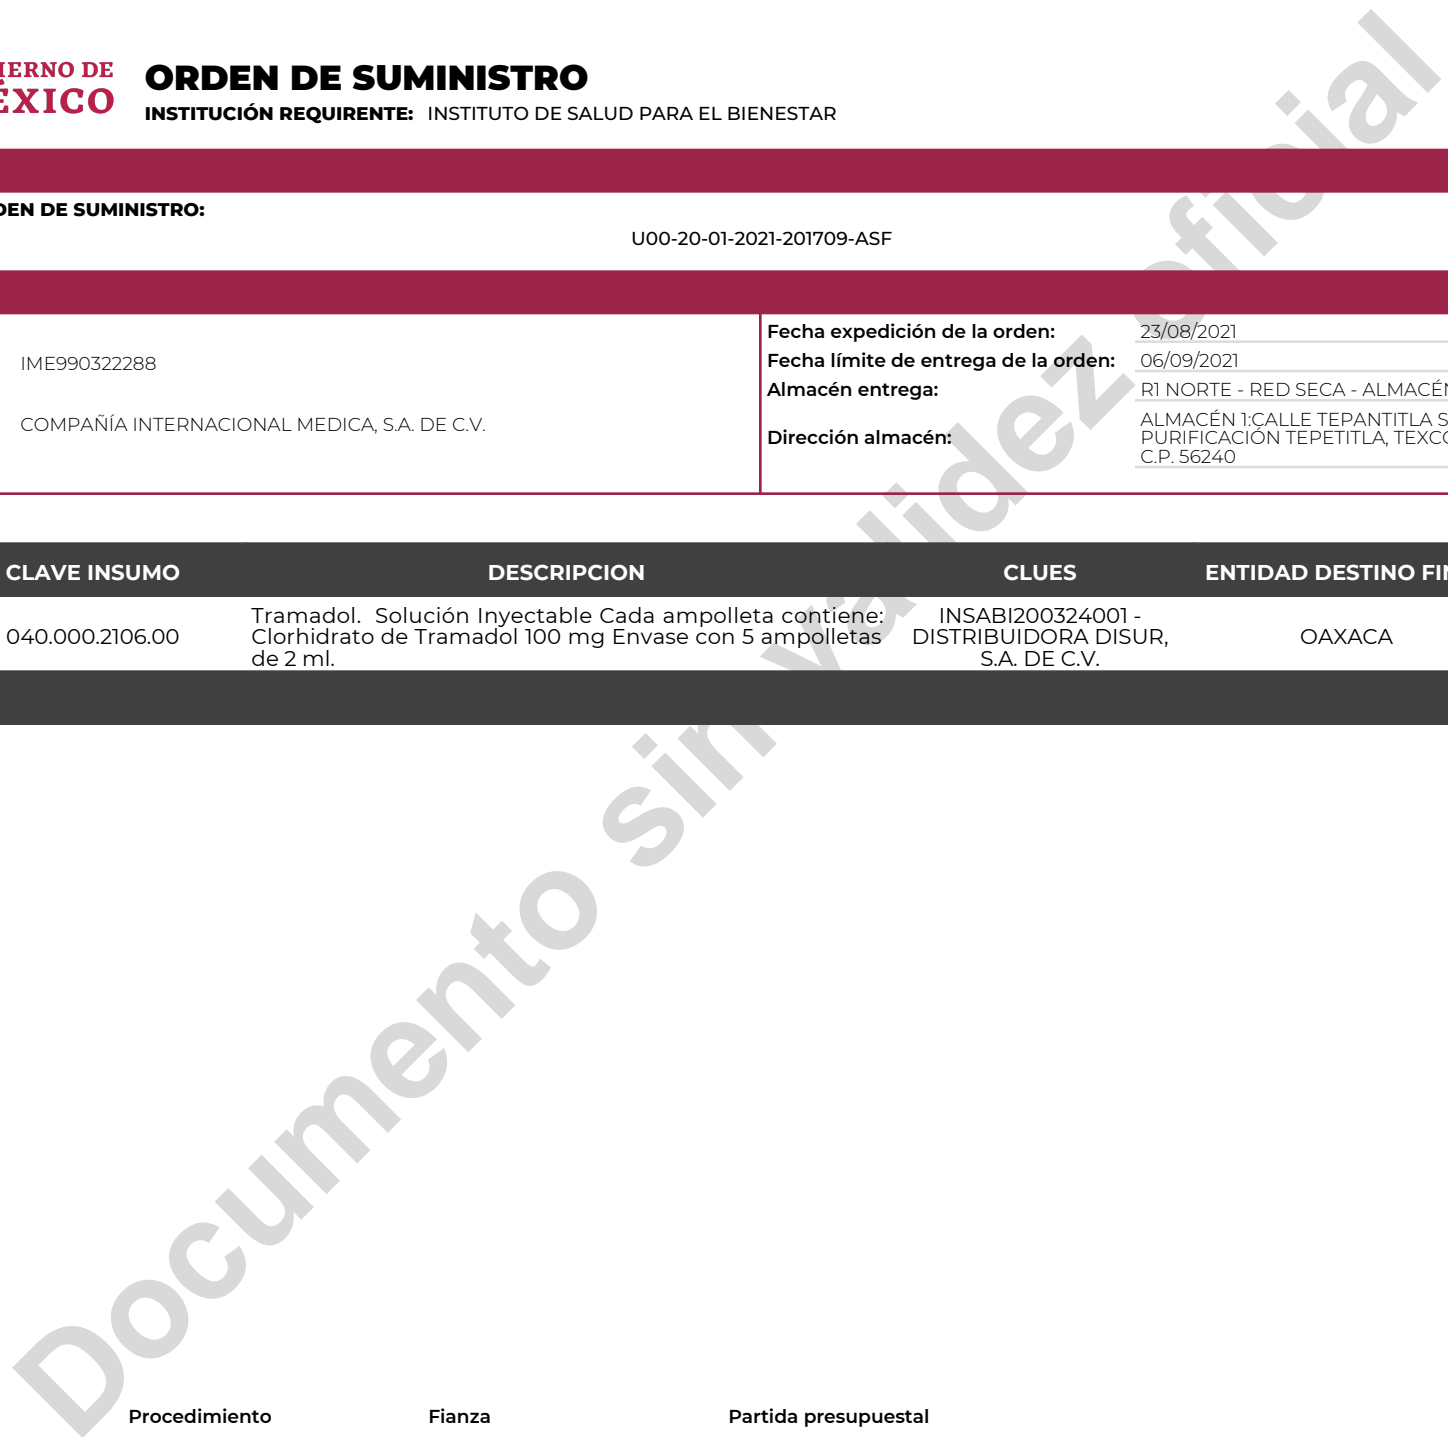 IERNO DE
ÉXICO
ORDEN DE SUMINISTRO
INSTITUCIÓN REQUIRENTE: INSTITUTO DE SALUD PARA EL BIENESTAR
DEN DE SUMINISTRO:
U00-20-01-2021-201709-ASF
IME990322288
COMPAÑÍA INTERNACIONAL MEDICA, S.A. DE C.V.
Fecha expedición de la orden: 23/08/2021
Fecha límite de entrega de la orden: 06/09/2021
Almacén entrega: R1 NORTE - RED SECA - ALMACÉN
Dirección almacén:
ALMACÉN 1:CALLE TEPANTITLA S
PURIFICACIÓN TEPETITLA, TEXCO
C.P. 56240
CLAVE INSUMO DESCRIPCION CLUES ENTIDAD DESTINO FIN
040.000.2106.00
Tramadol. Solución Inyectable Cada ampolleta contiene:
Clorhidrato de Tramadol 100 mg Envase con 5 ampolletas
de 2 ml.
INSABI200324001 -
DISTRIBUIDORA DISUR,
S.A. DE C.V.
OAXACA
Documento sin validez oficial
Procedimiento Fianza Partida presupuestal